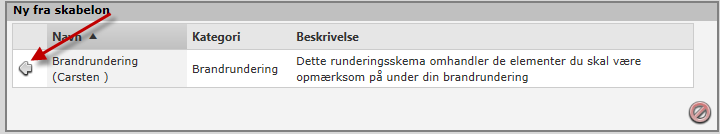 Ny fra skabelon
Navn Kategori Beskrivelse
Brandrundering (Carsten ) Brandrundering Dette runderingsskema omhandler de elementer du skal være
opmærksom på under din brandrundering